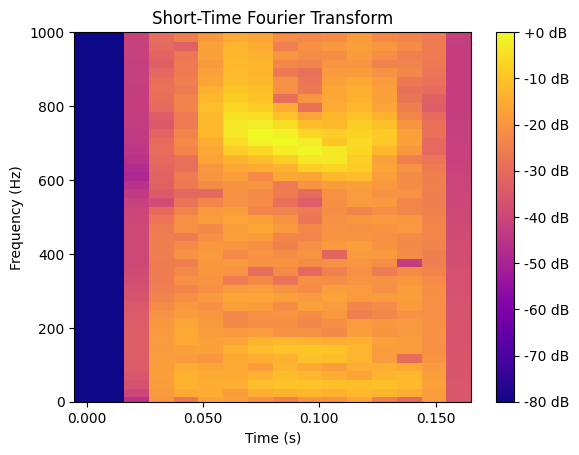 Short-Time Fourier Transform
Frequency (Hz)
1000
800
600
400
200
0
0.000
0.050
0.100
0.150
Time (s)
+0 dB
-10 dB
-20 dB
-30 dB
-40 dB
-50 dB
-60 dB
-70 dB
-80 dB